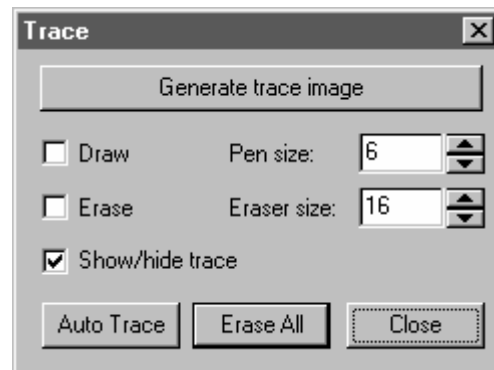 Trace
Generate trace image
Draw Pen size: 6
Erase Eraser size: 16
Show/hide trace
Auto Trace Erase All Close